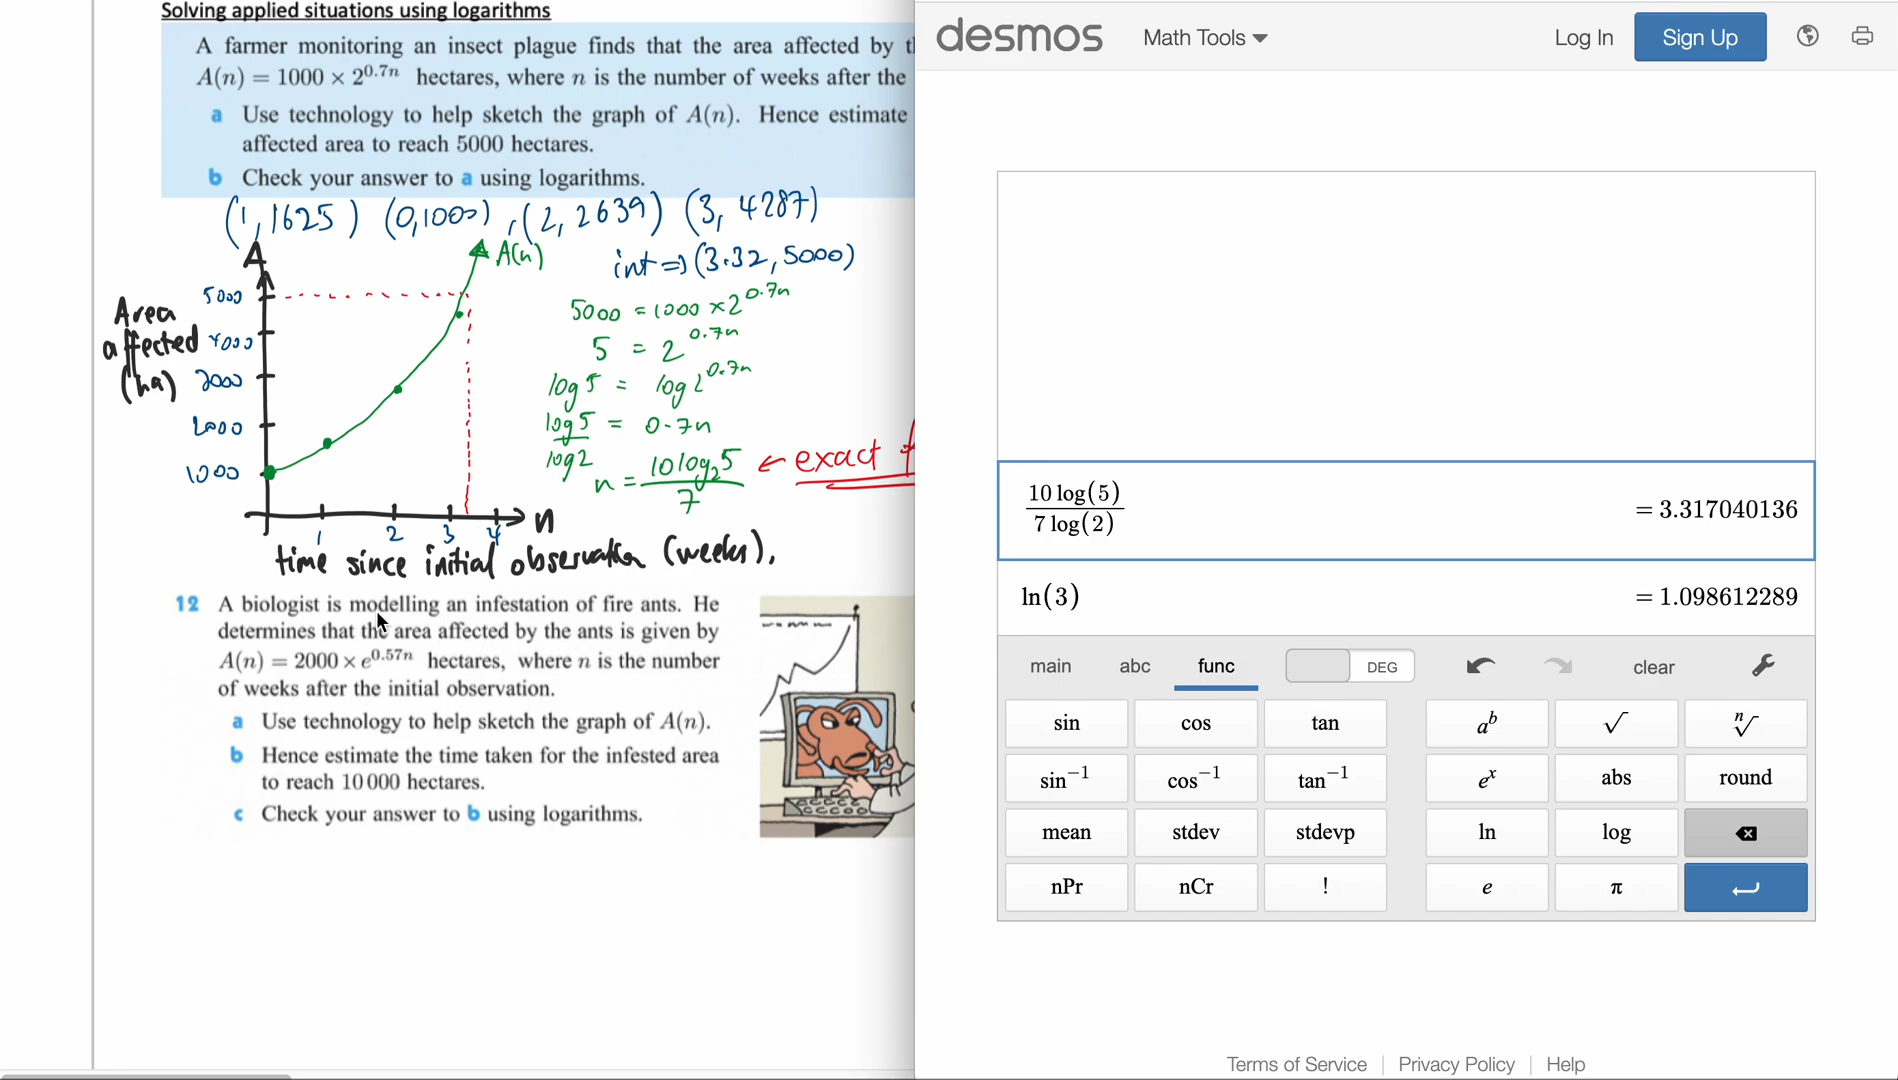 Solving applied situations using logarithms
A farmer monitoring an insect plague finds that the area affected by
A(n) = 1000 × 2^0.7n hectares, where n is the number of weeks after the
a Use technology to help sketch the graph of A(n). Hence estimate
affected area to reach 5000 hectares.
b Check your answer to a using logarithms.
(1, 1625) (0,1000), (2, 2639) (3, 4287)
int => (3.32, 5000)
A
A(n)
Area
affected
(ha)
5000
4000
3000
2000
1000
1 2 3 4
n
time since initial observation (weeks).
5000 = 1000 × 2^0.7n
5 = 2^0.7n
log 5 = log 2^0.7n
log 5 / log 2 = 0.7n
n = 10 log₂ 5 / 7 ← exact
12 A biologist is modelling an infestation of fire ants. He
determines that the area affected by the ants is given by
A(n) = 2000 × e^0.57n hectares, where n is the number
of weeks after the initial observation.
a Use technology to help sketch the graph of A(n).
b Hence estimate the time taken for the infested area
to reach 10 000 hectares.
c Check your answer to b using logarithms.
desmos Math Tools Log In Sign Up
10 log(5) / 7 log(2) = 3.317040136
ln(3) = 1.098612289
main abc func DEG clear
sin cos tan a^b √ ⁿ√
sin⁻¹ cos⁻¹ tan⁻¹ e^x abs round
mean stdev stdevp ln log
nPr nCr ! e π
Terms of Service | Privacy Policy | Help